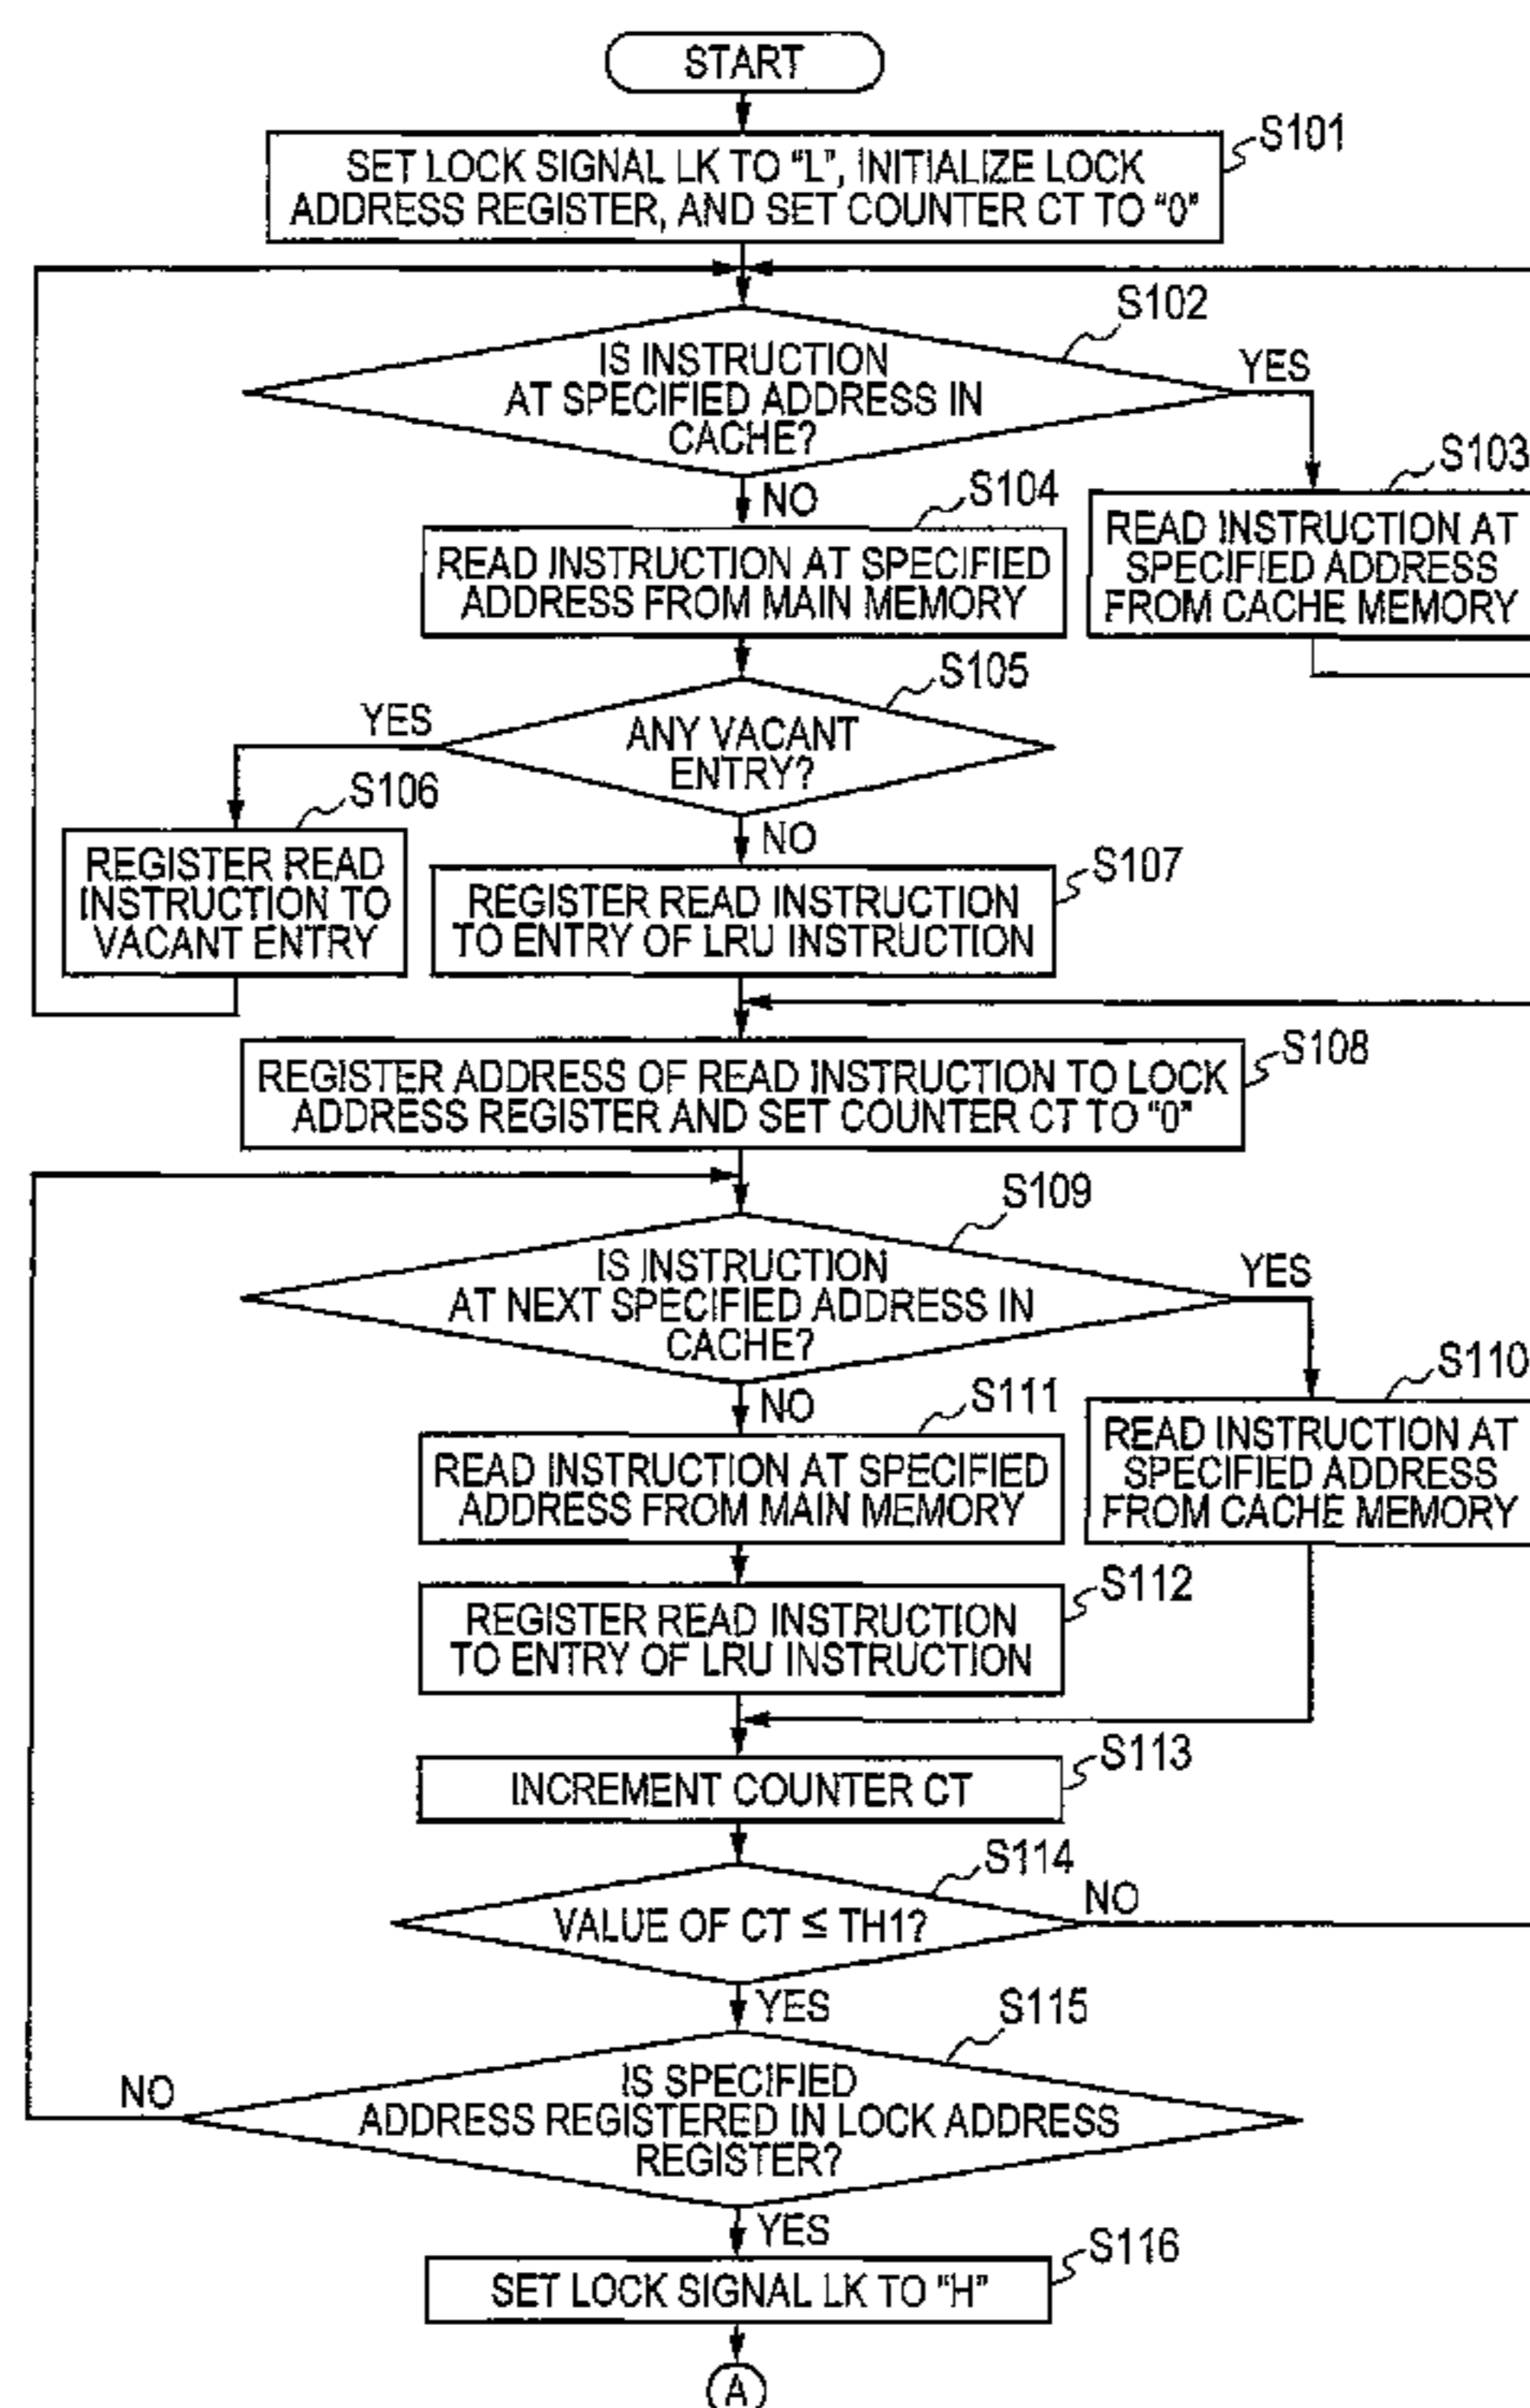 START
S101
SET LOCK SIGNAL LK TO “L”, INITIALIZE LOCK
ADDRESS REGISTER, AND SET COUNTER CT TO “0”
S102
IS INSTRUCTION
AT SPECIFIED ADDRESS IN
CACHE?
YES
NO
S103
READ INSTRUCTION AT
SPECIFIED ADDRESS
FROM CACHE MEMORY
S104
READ INSTRUCTION AT SPECIFIED
ADDRESS FROM MAIN MEMORY
S105
ANY VACANT
ENTRY?
YES
NO
S106
REGISTER READ
INSTRUCTION TO
VACANT ENTRY
S107
REGISTER READ INSTRUCTION
TO ENTRY OF LRU INSTRUCTION
S108
REGISTER ADDRESS OF READ INSTRUCTION TO LOCK
ADDRESS REGISTER AND SET COUNTER CT TO “0”
S109
IS INSTRUCTION
AT NEXT SPECIFIED ADDRESS IN
CACHE?
YES
NO
S110
READ INSTRUCTION AT
SPECIFIED ADDRESS
FROM CACHE MEMORY
S111
READ INSTRUCTION AT SPECIFIED
ADDRESS FROM MAIN MEMORY
S112
REGISTER READ INSTRUCTION
TO ENTRY OF LRU INSTRUCTION
S113
INCREMENT COUNTER CT
S114
VALUE OF CT ≤ TH1?
NO
YES
S115
IS SPECIFIED
ADDRESS REGISTERED IN LOCK ADDRESS
REGISTER?
NO
YES
S116
SET LOCK SIGNAL LK TO “H”
A